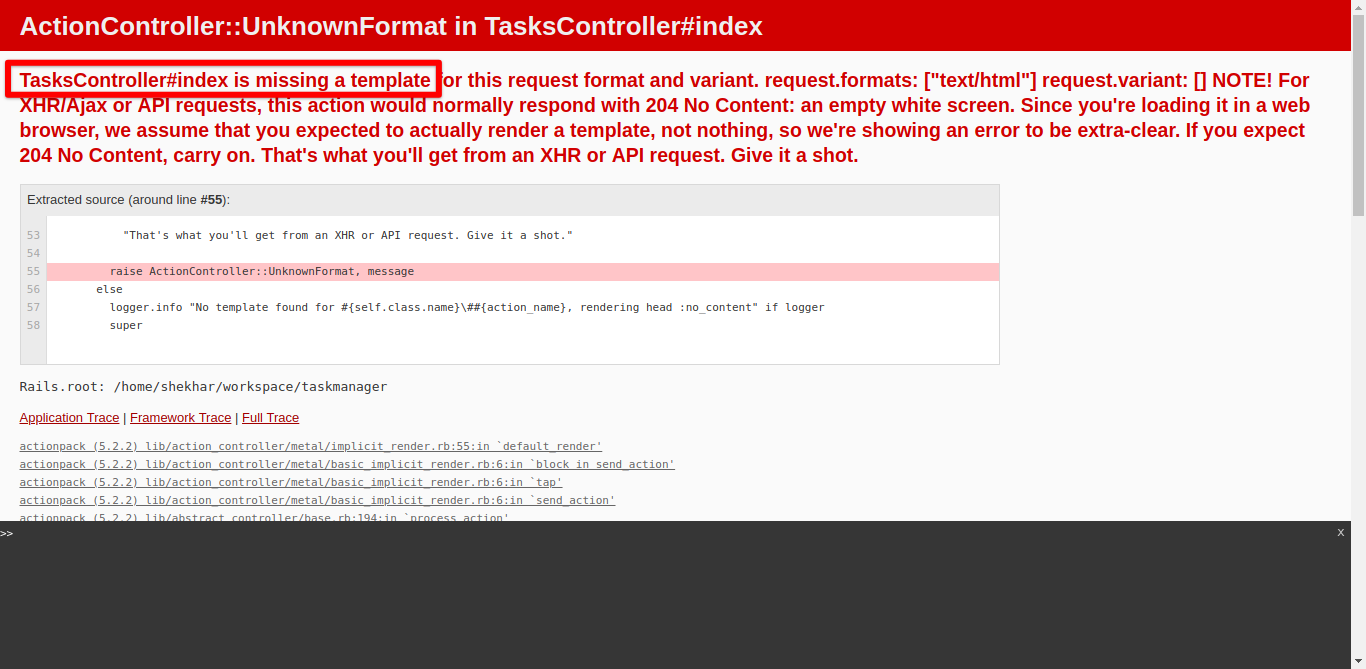 ActionController::UnknownFormat in TasksController#index
TasksController#index is missing a template for this request format and variant. request.formats: ["text/html"] request.variant: [] NOTE! For
XHR/Ajax or API requests, this action would normally respond with 204 No Content: an empty white screen. Since you're loading it in a web
browser, we assume that you expected to actually render a template, not nothing, so we're showing an error to be extra-clear. If you expect
204 No Content, carry on. That's what you'll get from an XHR or API request. Give it a shot.
Extracted source (around line #55):
53 "That's what you'll get from an XHR or API request. Give it a shot."
54
55 raise ActionController::UnknownFormat, message
56 else
57 logger.info "No template found for #{self.class.name}\##{action_name}, rendering head :no_content" if logger
58 super
Rails.root: /home/shekhar/workspace/taskmanager
Application Trace | Framework Trace | Full Trace
actionpack (5.2.2) lib/action_controller/metal/implicit_render.rb:55:in `default_render'
actionpack (5.2.2) lib/action_controller/metal/basic_implicit_render.rb:6:in `block in send_action'
actionpack (5.2.2) lib/action_controller/metal/basic_implicit_render.rb:6:in `tap'
actionpack (5.2.2) lib/action_controller/metal/basic_implicit_render.rb:6:in `send_action'
actionpack (5.2.2) lib/abstract_controller/base.rb:194:in `process_action'
>> x